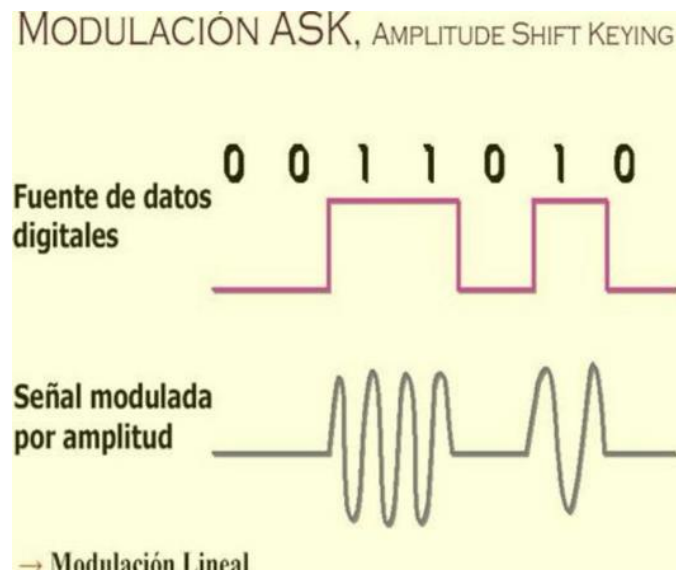 MODULACIÓN ASK, AMPLITUDE SHIFT KEYING
0 0 1 1 0 1 0
Fuente de datos
digitales
Señal modulada
por amplitud
→ Modulación Lineal